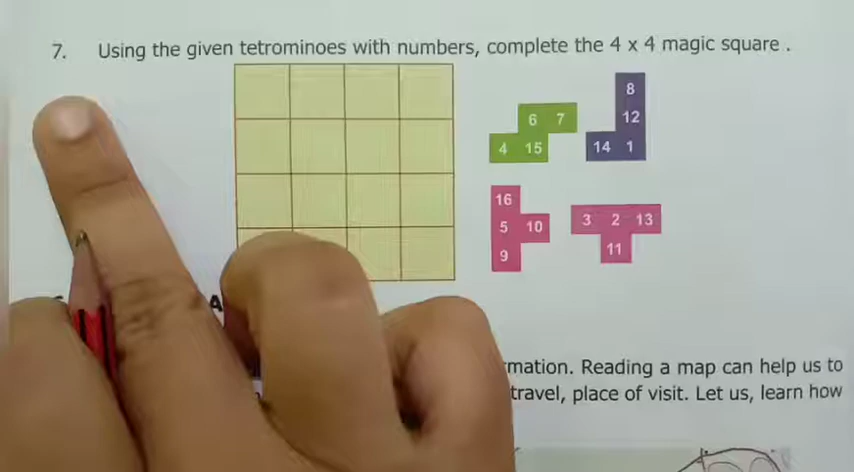 7. Using the given tetrominoes with numbers, complete the 4 x 4 magic square .
8
6 7
12
4 15
14 1
16
3 2 13
5 10
11
9
A
mation. Reading a map can help us to
travel, place of visit. Let us, learn how